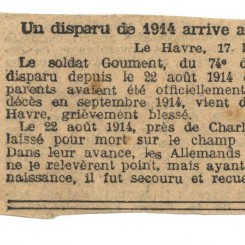 Un disparu de 1914 arrive a
Le Havre, 17
Le soldat Goument, du 74e d
disparu depuis le 22 août 1914
parents avaient été officiellement
décès en septembre 1914, vient d
Havre, grièvement blessé.
Le 22 août 1914, près de Charl
laissé pour mort sur le champ
Dans leur avance, les Allemands
ne le relevèrent point, mais ayant
naissance, il fut secouru et recue